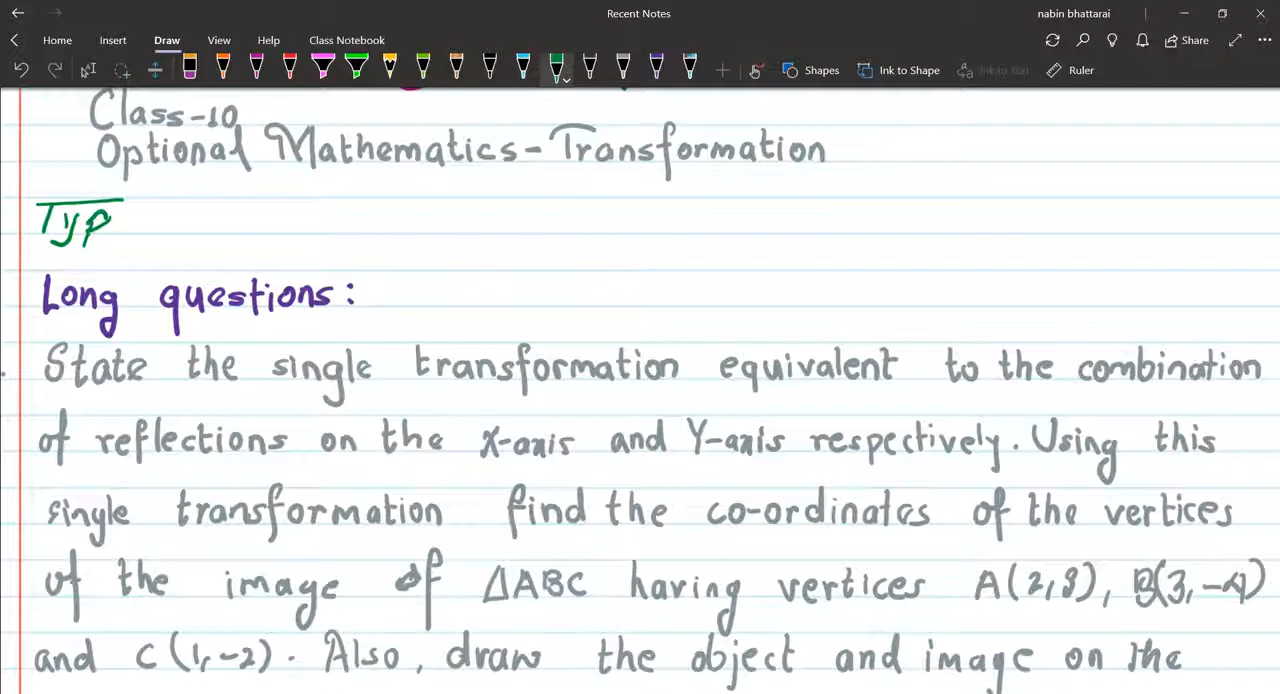 Recent Notes
nabin bhattarai
Home Insert Draw View Help Class Notebook
Share
Shapes Ink to Shape Ink to Text Ruler
Class-10
Optional Mathematics-Transformation
Typ
Long questions:
State the single transformation equivalent to the combination
of reflections on the X-axis and Y-axis respectively. Using this
single transformation find the co-ordinates of the vertices
of the image of ΔABC having vertices A(2,3), B(3,-4)
and C(1,-2). Also, draw the object and image on the